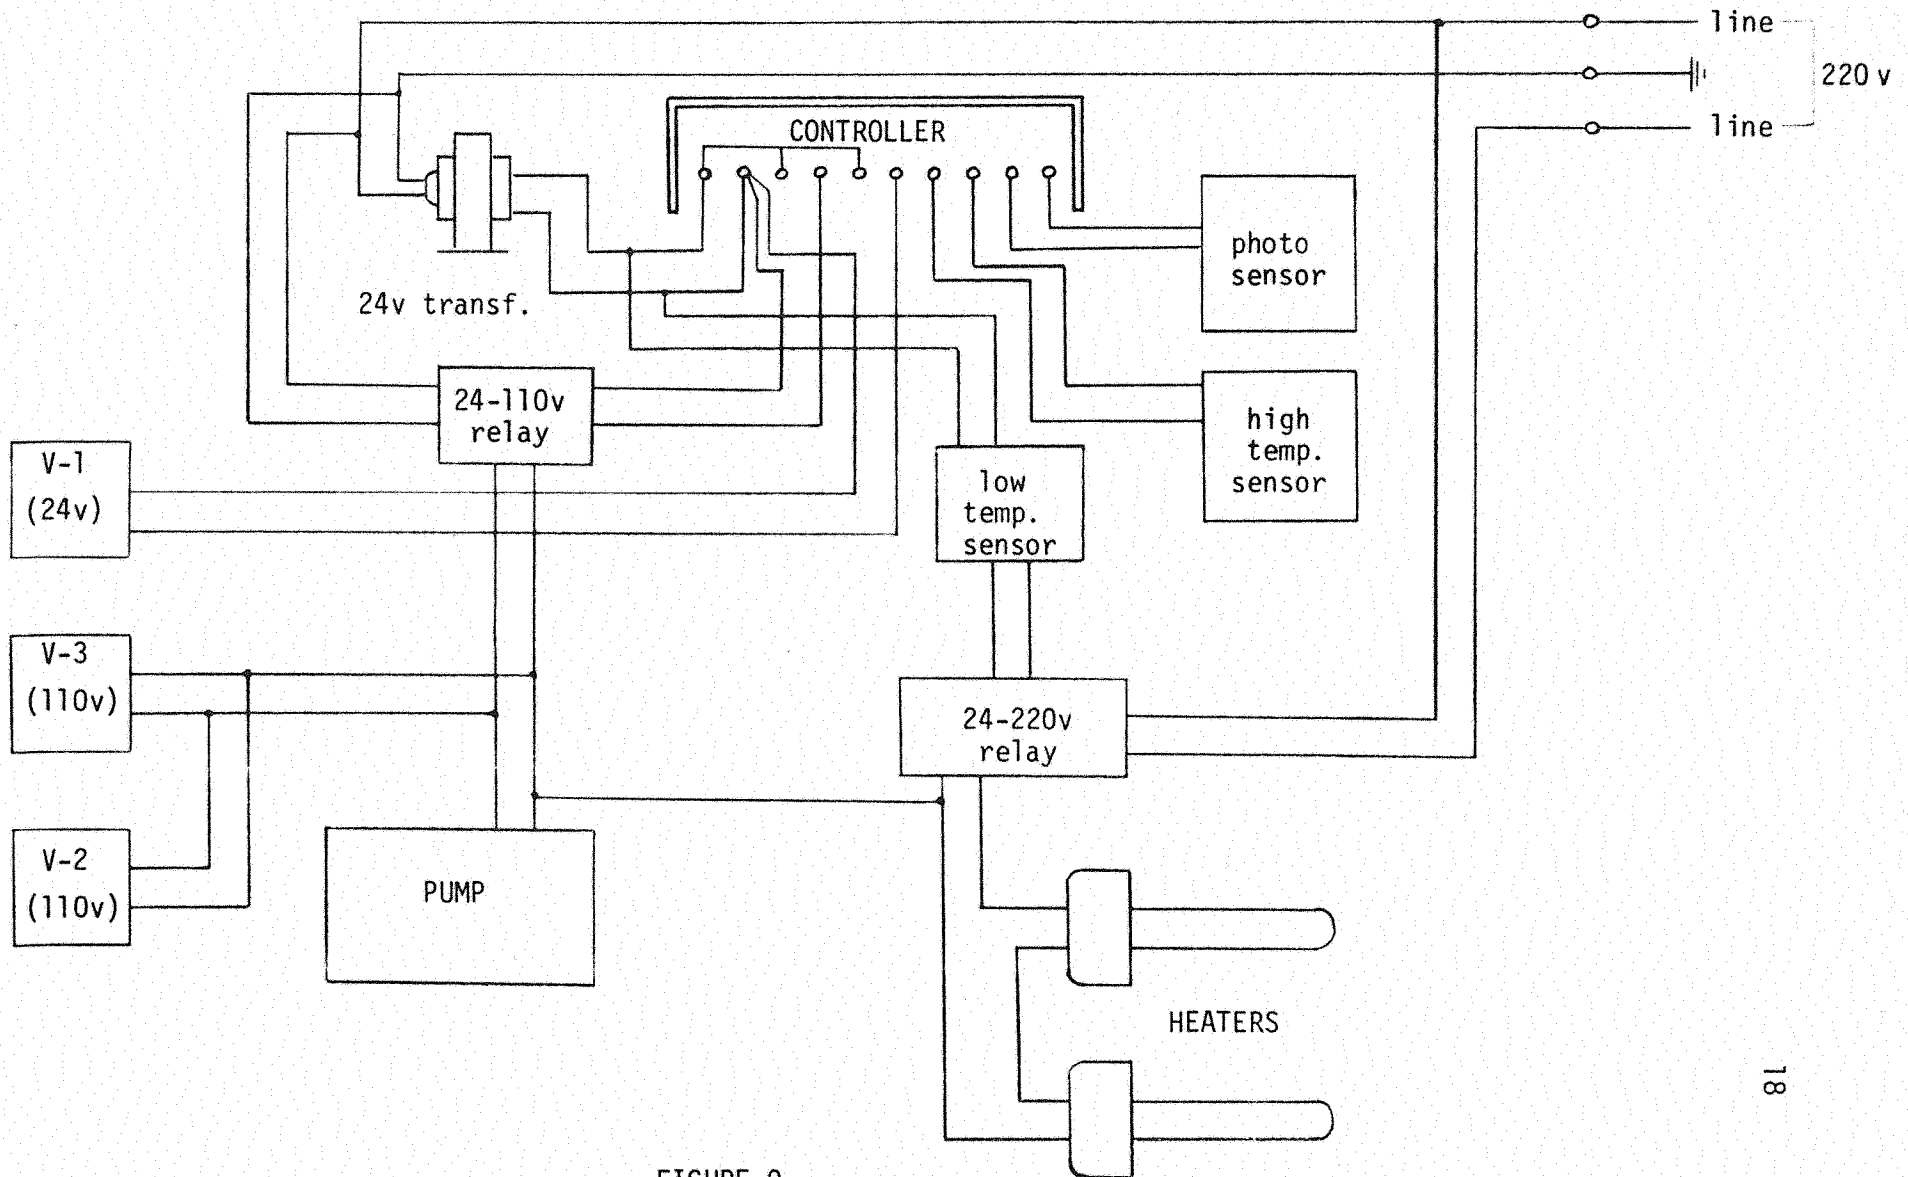 line
220 v
line
CONTROLLER
photo
sensor
24v transf.
24-110v
relay
high
temp.
sensor
V-1
(24v)
low
temp.
sensor
V-3
(110v)
24-220v
relay
V-2
(110v)
PUMP
HEATERS
18